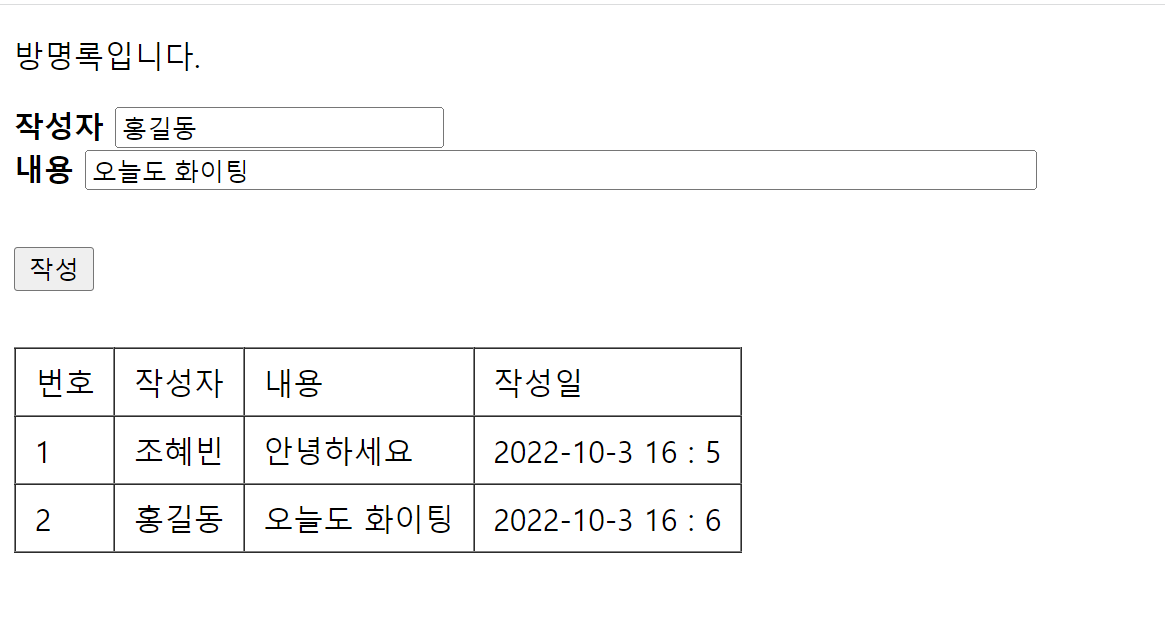 방명록입니다.
작성자 홍길동
내용 오늘도 화이팅
작성
번호 작성자 내용 작성일
1 조혜빈 안녕하세요 2022-10-3 16 : 5
2 홍길동 오늘도 화이팅 2022-10-3 16 : 6